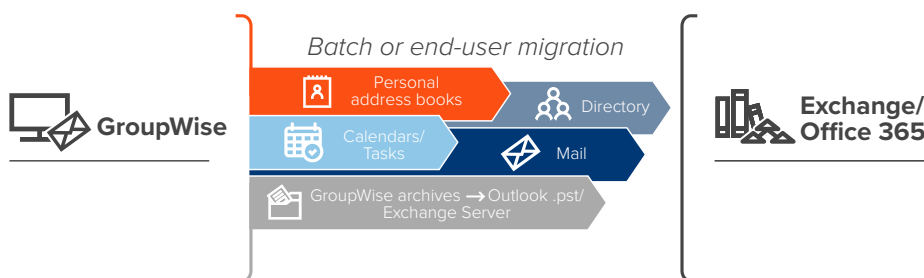 Batch or end-user migration
GroupWise
Personal
address books
Directory
Calendars/
Tasks
Mail
GroupWise archives → Outlook .pst/
Exchange Server
Exchange/
Office 365